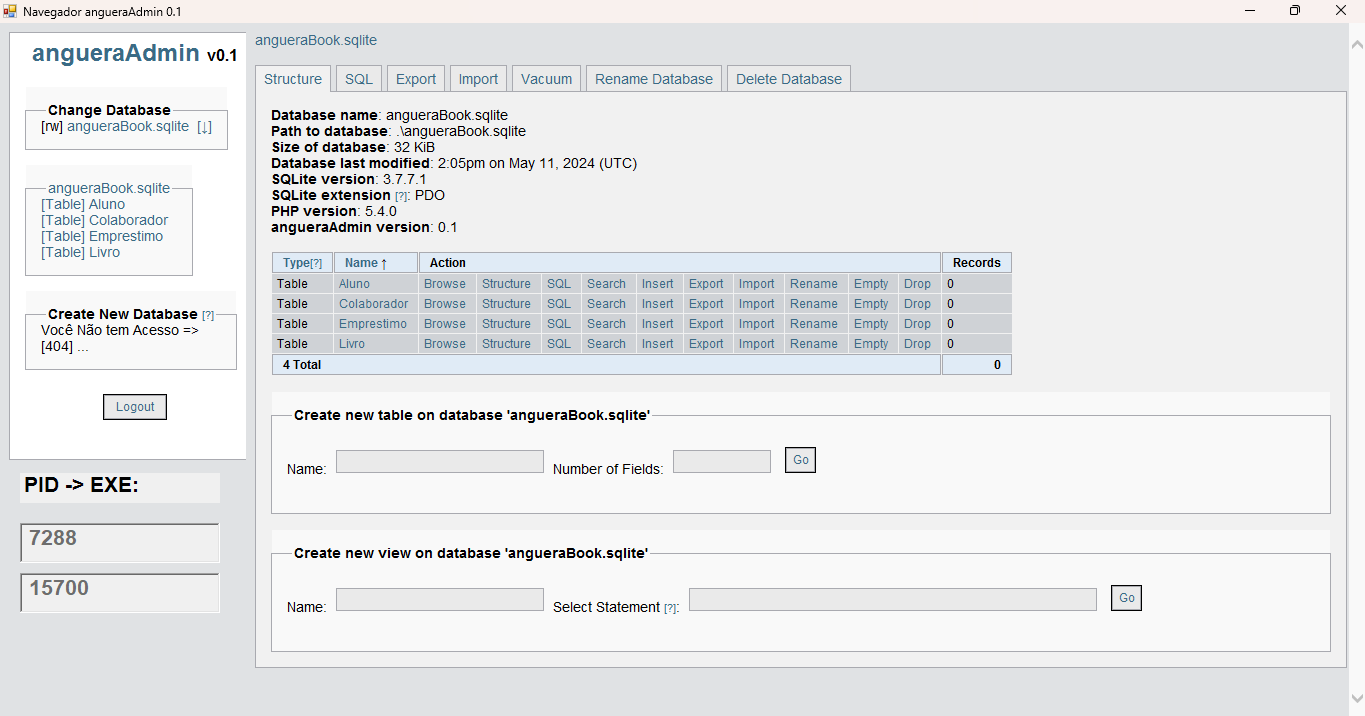 Navegador angueraAdmin 0.1
angueraAdmin v0.1
Change Database
[rw] angueraBook.sqlite [↓]
angueraBook.sqlite
[Table] Aluno
[Table] Colaborador
[Table] Emprestimo
[Table] Livro
Create New Database [?]
Você Não tem Acesso =>
[404] ...
Logout
PID -> EXE:
7288
15700
angueraBook.sqlite
Structure SQL Export Import Vacuum Rename Database Delete Database
Database name: angueraBook.sqlite
Path to database: .\angueraBook.sqlite
Size of database: 32 KiB
Database last modified: 2:05pm on May 11, 2024 (UTC)
SQLite version: 3.7.7.1
SQLite extension [?]: PDO
PHP version: 5.4.0
angueraAdmin version: 0.1
Type[?] Name ↑ Action Records
Table Aluno Browse Structure SQL Search Insert Export Import Rename Empty Drop 0
Table Colaborador Browse Structure SQL Search Insert Export Import Rename Empty Drop 0
Table Emprestimo Browse Structure SQL Search Insert Export Import Rename Empty Drop 0
Table Livro Browse Structure SQL Search Insert Export Import Rename Empty Drop 0
4 Total 0
Create new table on database 'angueraBook.sqlite'
Name: Number of Fields: Go
Create new view on database 'angueraBook.sqlite'
Name: Select Statement [?]: Go